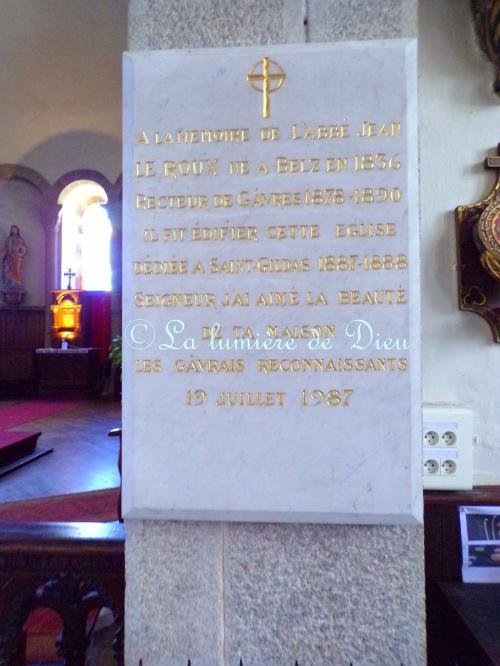 A LA MEMOIRE DE L'ABBÉ JEAN
LE ROUX NE A BELZ EN 1836
RECTEUR DE GÂVRES 1878-1890
IL FIT ÉDIFIER CETTE EGLISE
DÉDIÉE A SAINT-GILDAS 1887-1888
SEIGNEUR J'AI AIMÉ LA BEAUTÉ
DE TA MAISON
© La lumière de Dieu
LES GÂVRAIS RECONNAISSANTS
19 JUILLET 1987